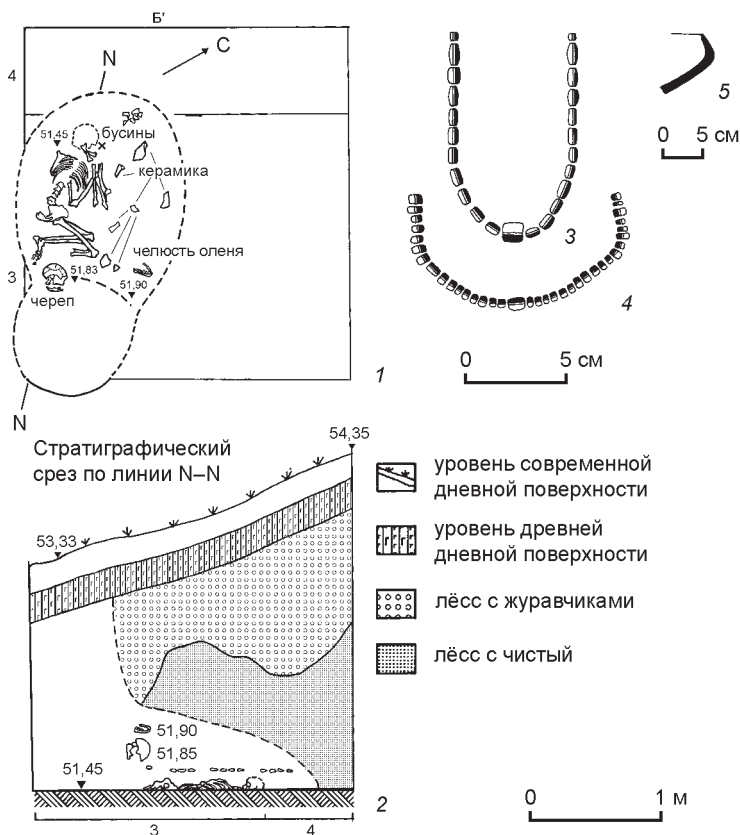 Б′
4
N
С
51,45
бусины
керамика
челюсть оленя
3
51,83
51,90
череп
N
1
3
4
0 5 см
5
0 5 см
Стратиграфический
срез по линии N–N
54,35
53,33
51,90
51,85
51,45
3
4
2
уровень современной
дневной поверхности
уровень древней
дневной поверхности
лёсс с журавчиками
лёсс с чистый
0 1 м